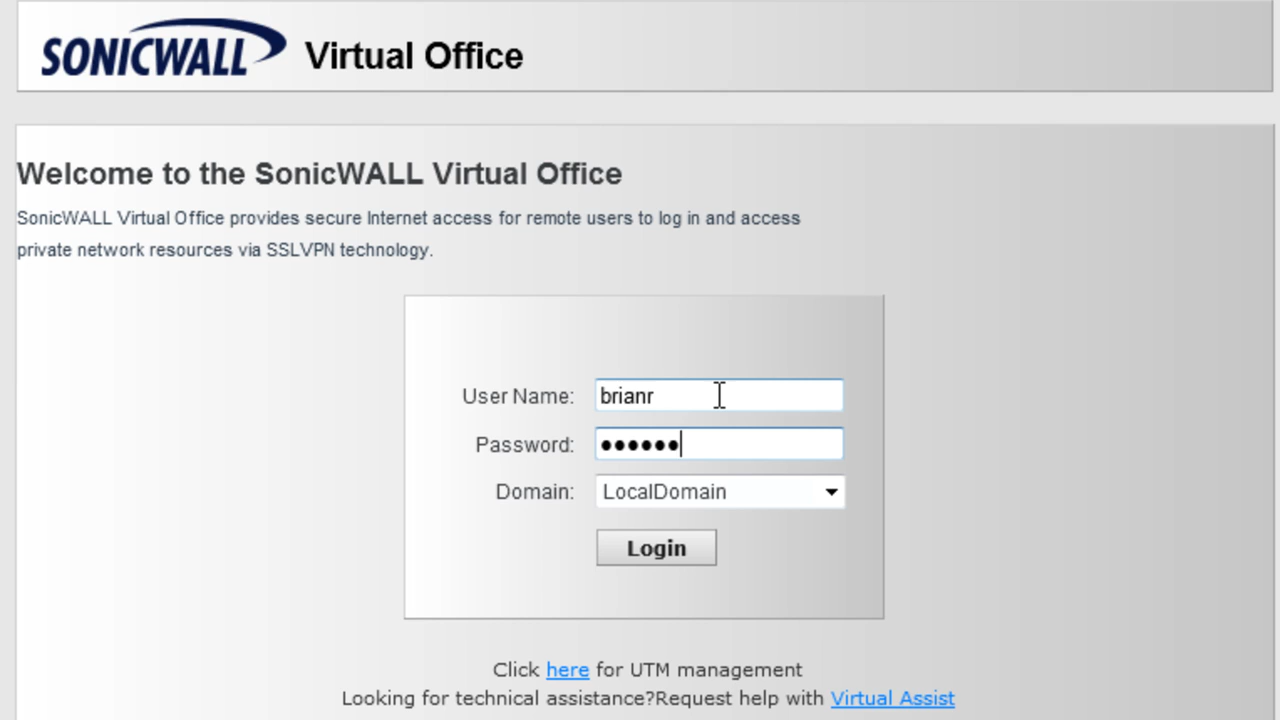 SONICWALL Virtual Office
Welcome to the SonicWALL Virtual Office
SonicWALL Virtual Office provides secure Internet access for remote users to log in and access
private network resources via SSLVPN technology.
User Name: brianr
Password: ●●●●●●
Domain: LocalDomain
Login
Click here for UTM management
Looking for technical assistance?Request help with Virtual Assist